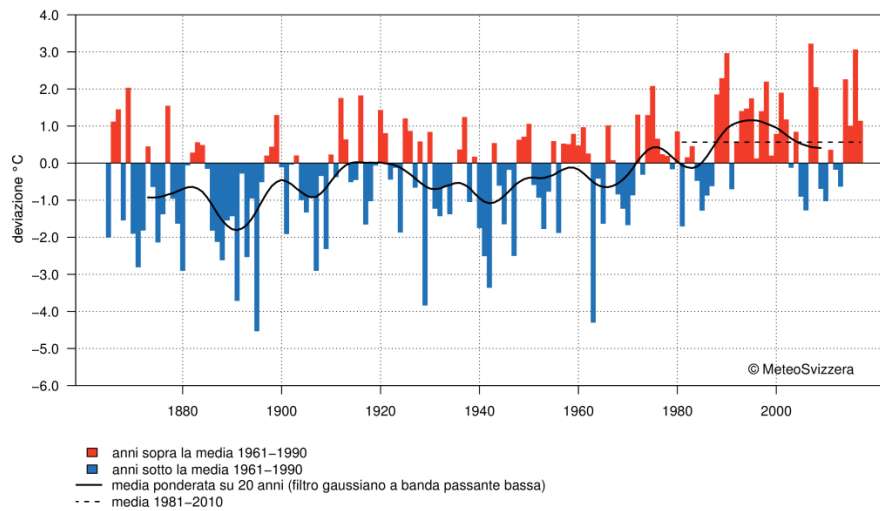 deviazione °C
4.0
3.0
2.0
1.0
0.0
−1.0
−2.0
−3.0
−4.0
−5.0
−6.0
© MeteoSvizzera
1880 1900 1920 1940 1960 1980 2000
anni sopra la media 1961−1990
anni sotto la media 1961−1990
media ponderata su 20 anni (filtro gaussiano a banda passante bassa)
media 1981−2010